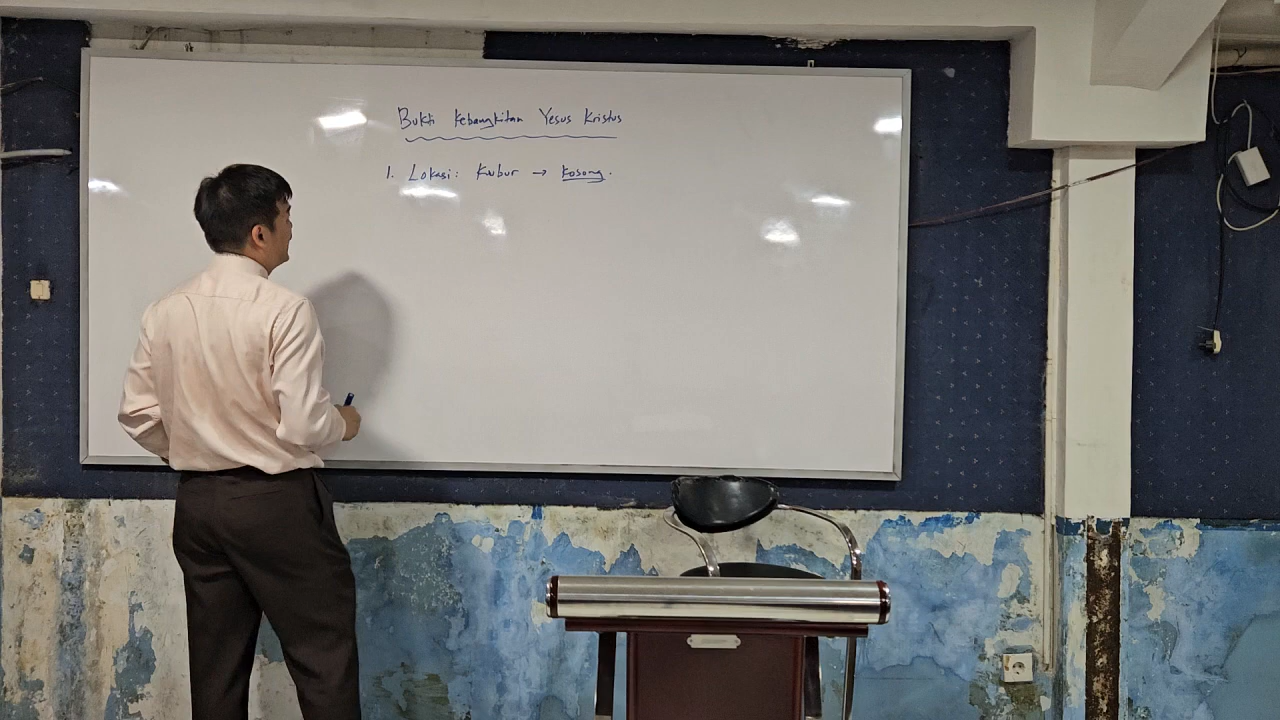 Bukti Kebangkitan Yesus Kristus
1. Lokasi: Kubur → Kosong.